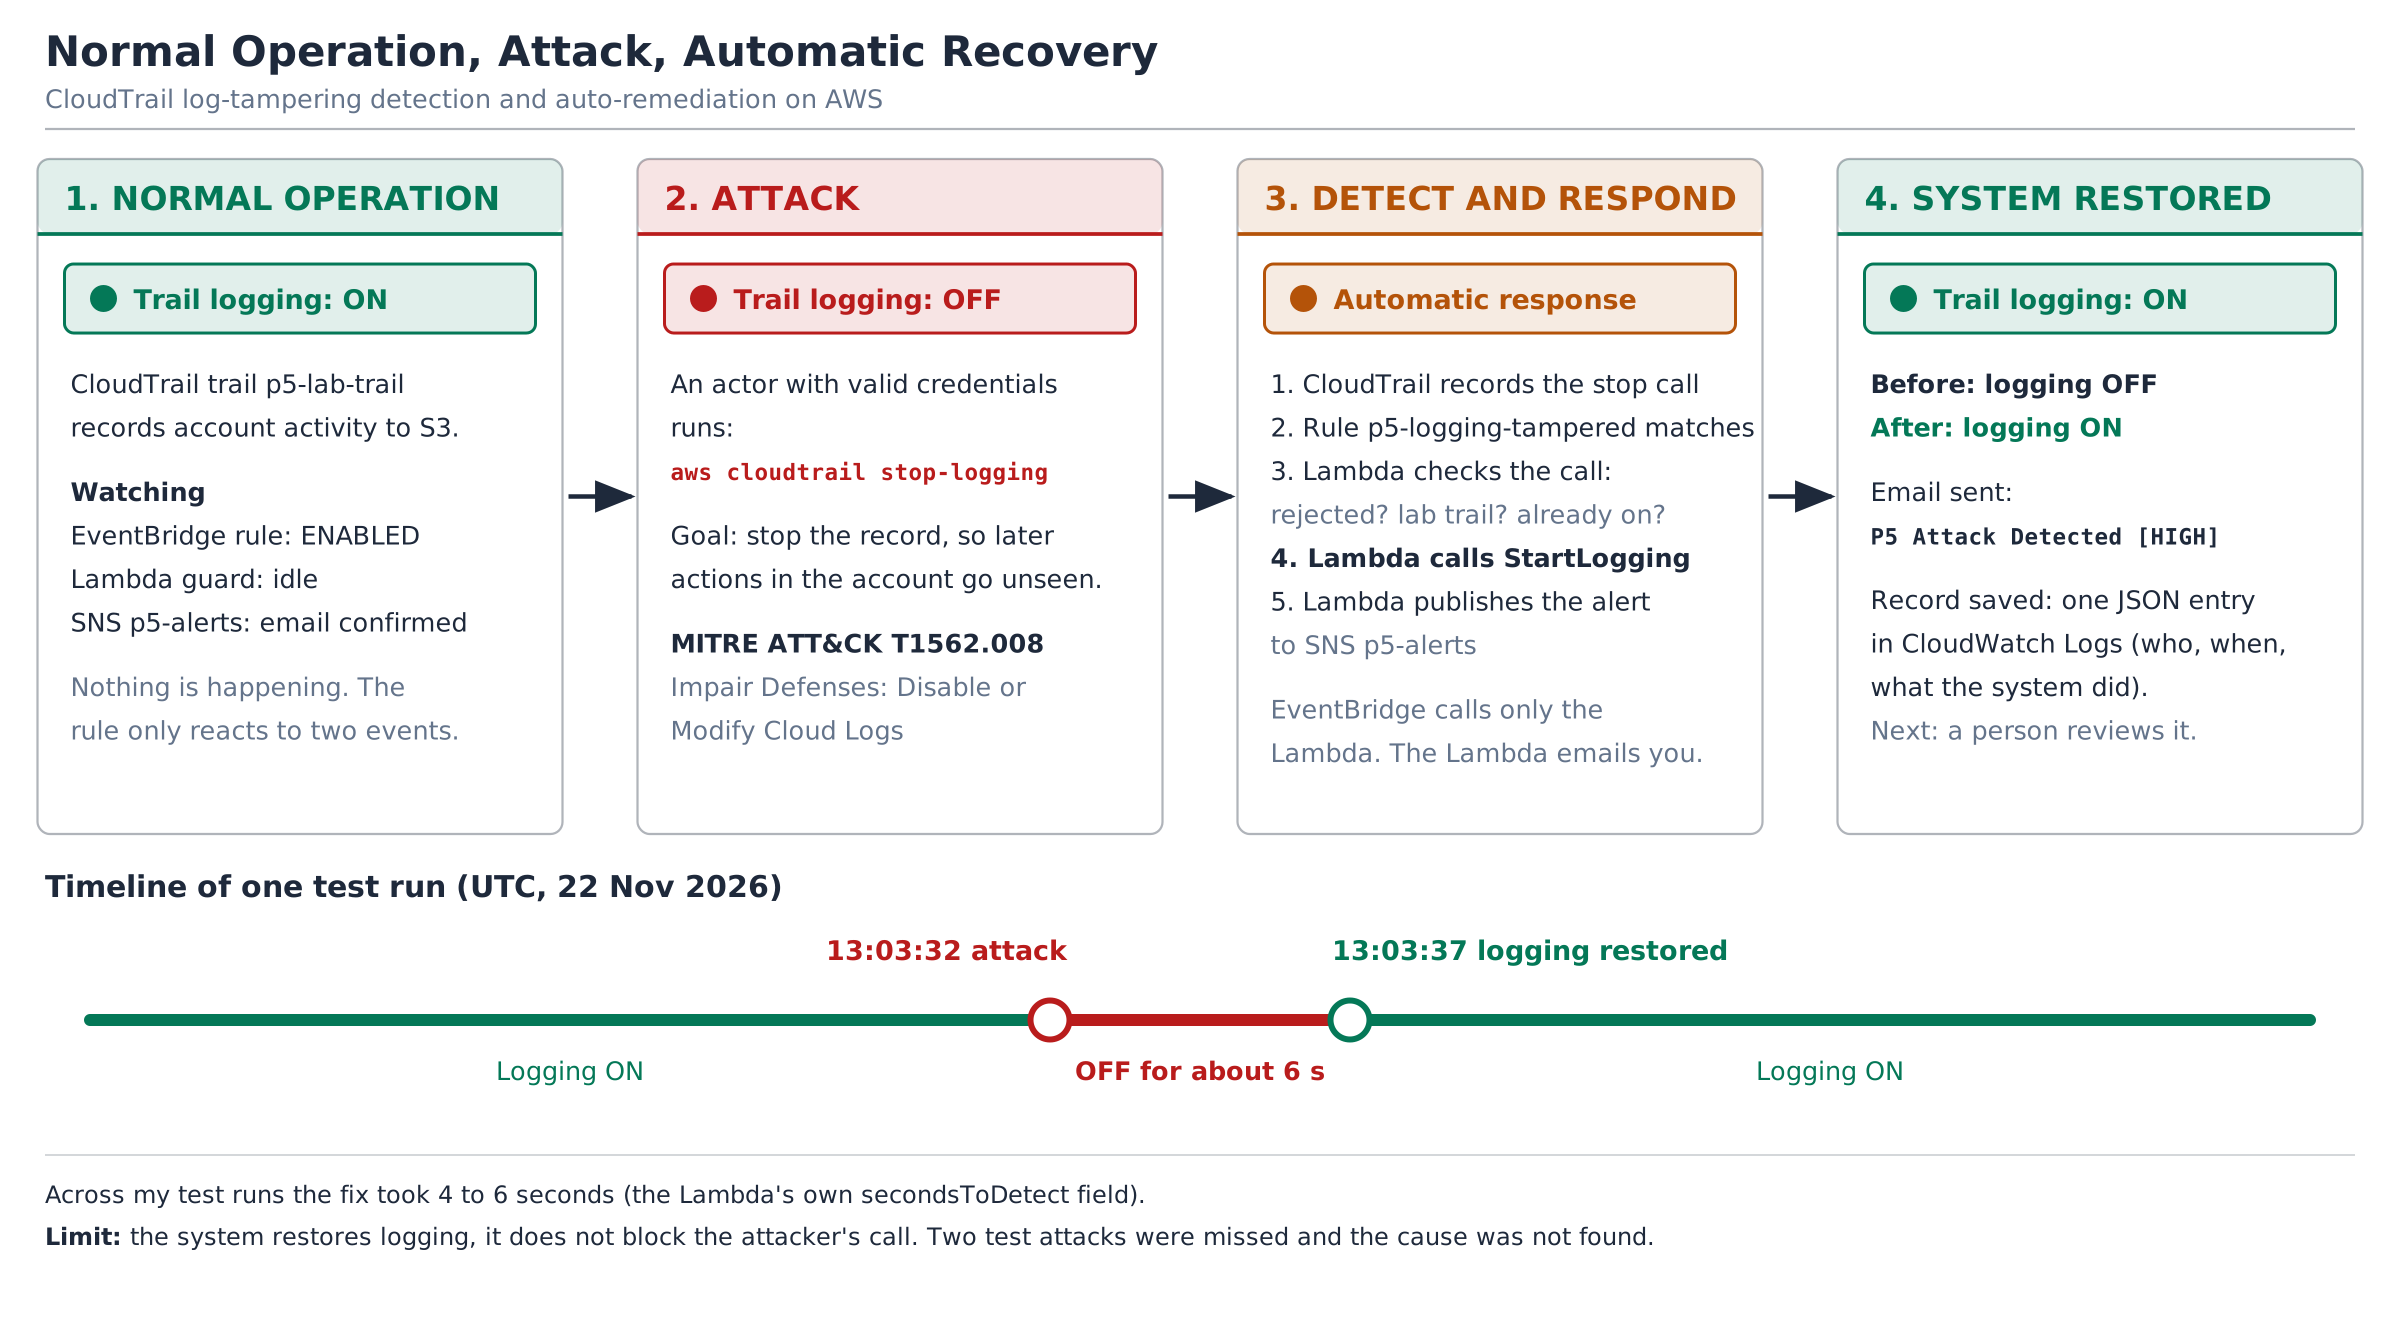 Normal Operation, Attack, Automatic Recovery
CloudTrail log-tampering detection and auto-remediation on AWS
1. NORMAL OPERATION
Trail logging: ON
CloudTrail trail p5-lab-trail
records account activity to S3.
Watching
EventBridge rule: ENABLED
Lambda guard: idle
SNS p5-alerts: email confirmed
Nothing is happening. The
rule only reacts to two events.
2. ATTACK
Trail logging: OFF
An actor with valid credentials
runs:
aws cloudtrail stop-logging
Goal: stop the record, so later
actions in the account go unseen.
MITRE ATT&CK T1562.008
Impair Defenses: Disable or
Modify Cloud Logs
3. DETECT AND RESPOND
Automatic response
1. CloudTrail records the stop call
2. Rule p5-logging-tampered matches
3. Lambda checks the call:
rejected? lab trail? already on?
4. Lambda calls StartLogging
5. Lambda publishes the alert
to SNS p5-alerts
EventBridge calls only the
Lambda. The Lambda emails you.
4. SYSTEM RESTORED
Trail logging: ON
Before: logging OFF
After: logging ON
Email sent:
P5 Attack Detected [HIGH]
Record saved: one JSON entry
in CloudWatch Logs (who, when,
what the system did).
Next: a person reviews it.
Timeline of one test run (UTC, 22 Nov 2026)
13:03:32 attack
13:03:37 logging restored
Logging ON
OFF for about 6 s
Logging ON
Across my test runs the fix took 4 to 6 seconds (the Lambda's own secondsToDetect field).
Limit: the system restores logging, it does not block the attacker's call. Two test attacks were missed and the cause was not found.